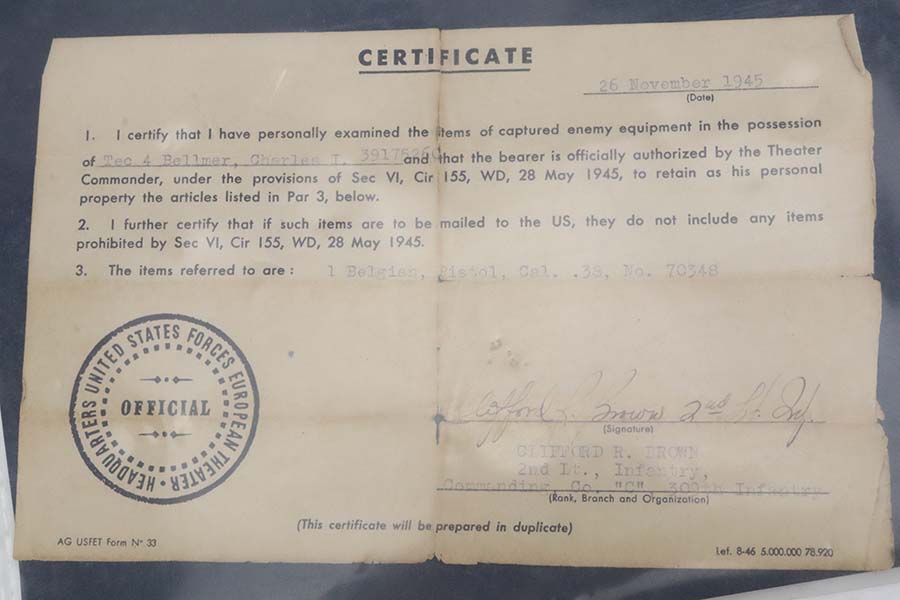 CERTIFICATE
26 November 1945
(Date)
1. I certify that I have personally examined the items of captured enemy equipment in the possession
of Tec 4 Bellmer, Charles I. 39175260 and that the bearer is officially authorized by the Theater
Commander, under the provisions of Sec VI, Cir 155, WD, 28 May 1945, to retain as his personal
property the articles listed in Par 3, below.
2. I further certify that if such items are to be mailed to the US, they do not include any items
prohibited by Sec VI, Cir 155, WD, 28 May 1945.
3. The items referred to are : 1 Belgian, Pistol, Cal. .38, No. 70348
HEADQUARTERS UNITED STATES FORCES EUROPEAN THEATER
OFFICIAL
Clifford R. Brown 2nd Lt. Inf.
(Signature)
CLIFFORD R. BROWN
2nd Lt., Infantry,
Commanding, Co. "C", 309th Infantry
(Rank, Branch and Organization)
(This certificate will be prepared in duplicate)
AG USFET Form No 33
Lef. 8-46 5.000.000 78.920